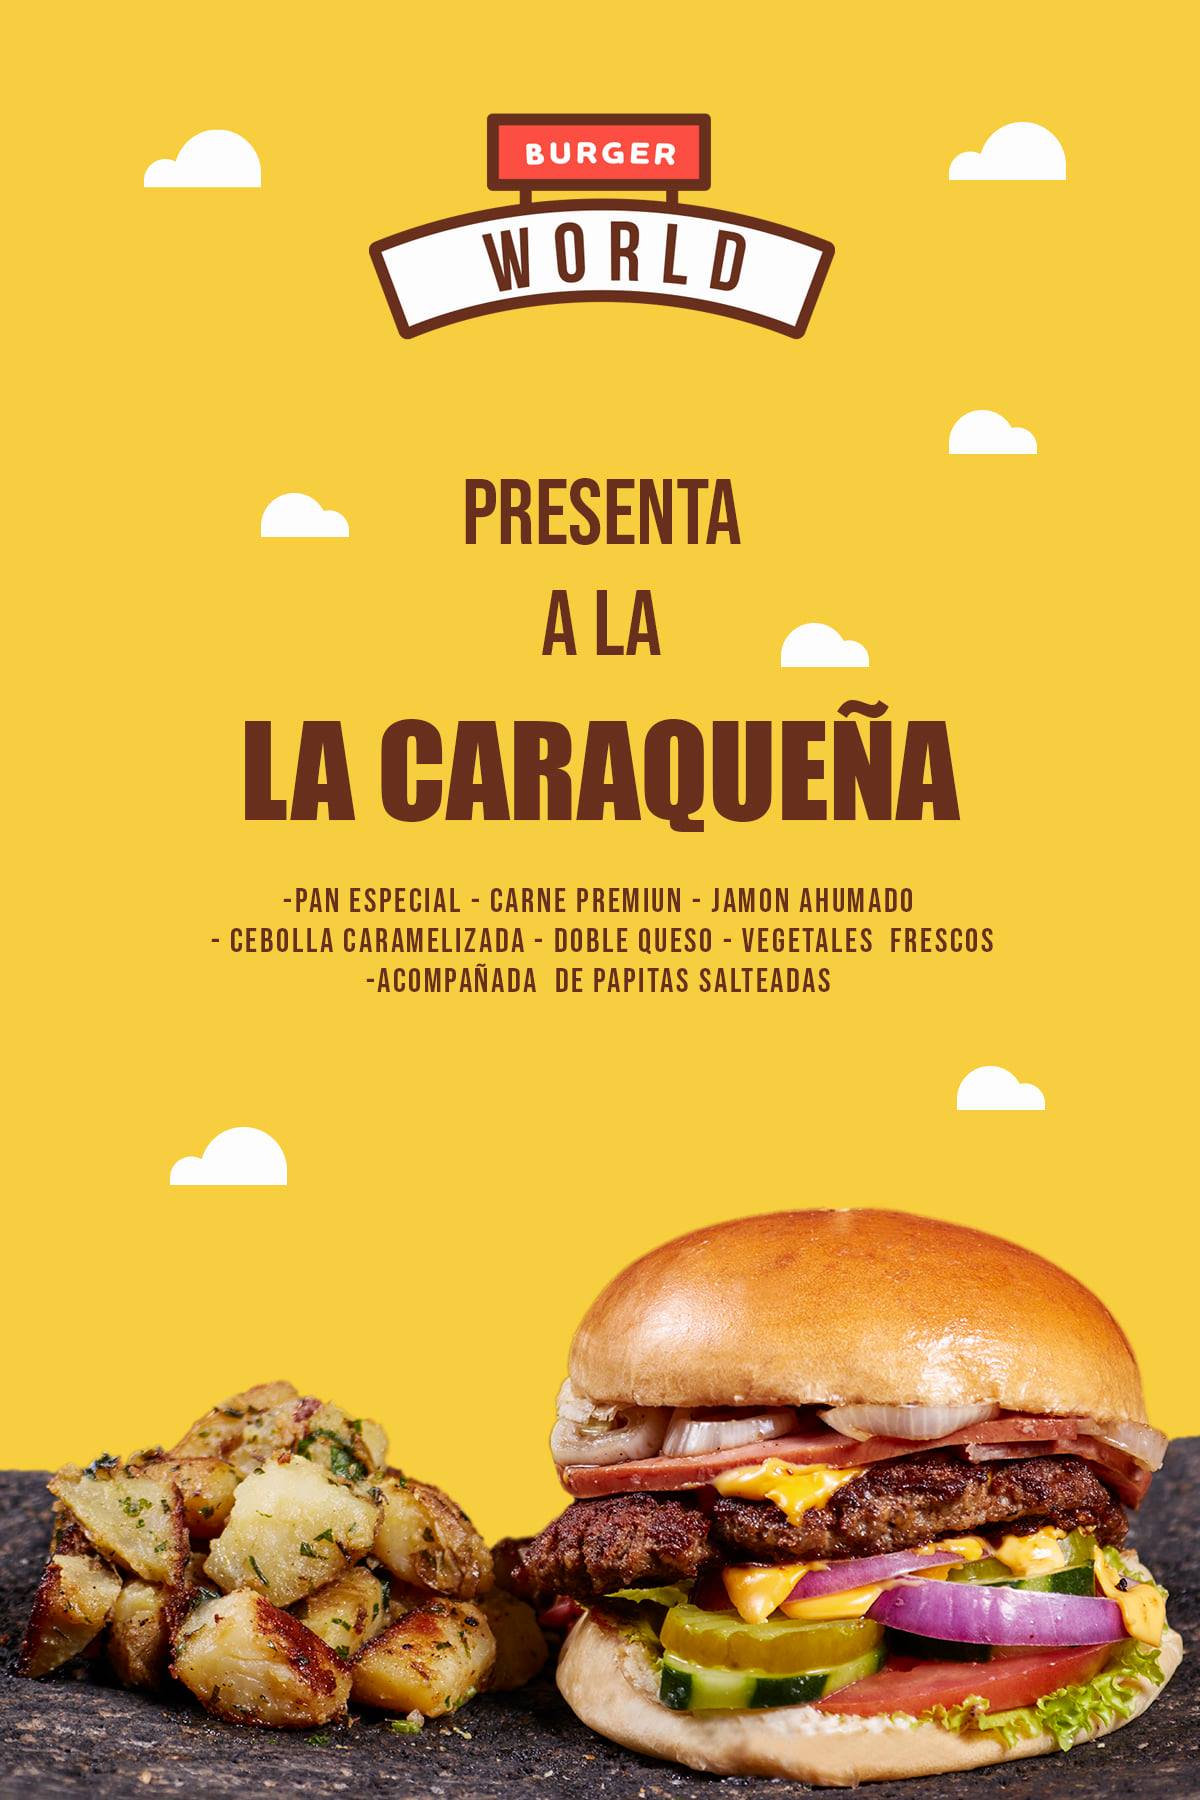 BURGER
WORLD
PRESENTA
A LA
LA CARAQUEÑA
-PAN ESPECIAL - CARNE PREMIUN - JAMON AHUMADO
- CEBOLLA CARAMELIZADA - DOBLE QUESO - VEGETALES FRESCOS
-ACOMPAÑADA DE PAPITAS SALTEADAS